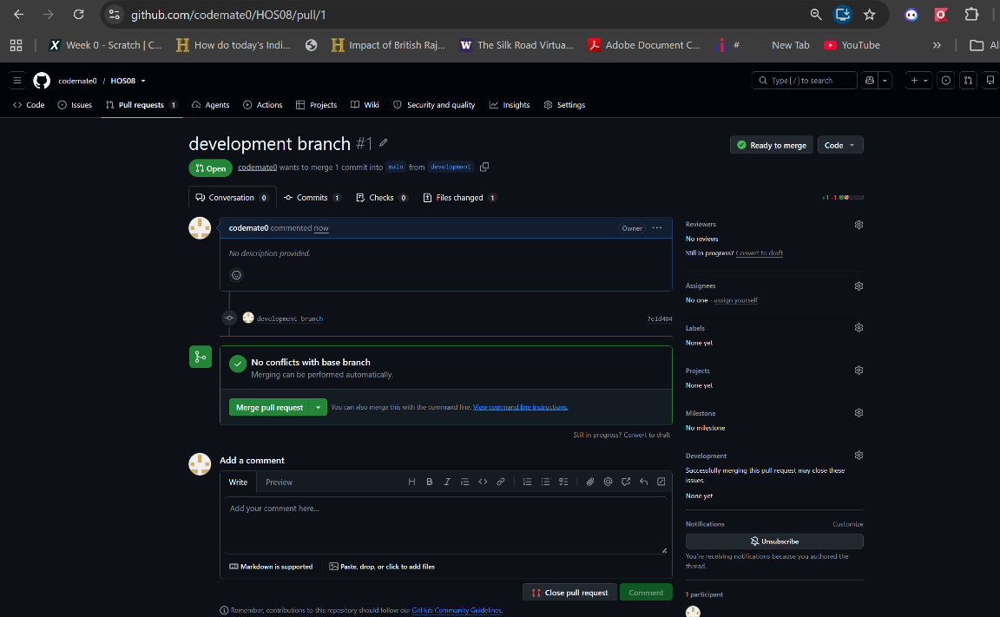 github.com/codemate0/HOS08/pull/1
Week 0 - Scratch | C... How do today's Indi... Impact of British Raj... The Silk Road Virtua... Adobe Document C... # New Tab YouTube » Al
codemate0 / HOS08 Type [/] to search
Code Issues Pull requests 1 Agents Actions Projects Wiki Security and quality Insights Settings
development branch #1
Ready to merge Code
Open codemate0 wants to merge 1 commit into main from development
Conversation 0 Commits 1 Checks 0 Files changed 1
+1 -1
codemate0 commented now Owner ...
No description provided.
development branch 7e1d404
No conflicts with base branch
Merging can be performed automatically.
Merge pull request You can also merge this with the command line. View command line instructions.
Still in progress? Convert to draft
Add a comment
Write Preview
Add your comment here...
Markdown is supported Paste, drop, or click to add files
Close pull request Comment
Remember, contributions to this repository should follow our GitHub Community Guidelines.
Reviewers
No reviews
Still in progress? Convert to draft
Assignees
No one—assign yourself
Labels
None yet
Projects
None yet
Milestone
No milestone
Development
Successfully merging this pull request may close these
issues.
None yet
Notifications Customize
Unsubscribe
You're receiving notifications because you authored the
thread.
1 participant